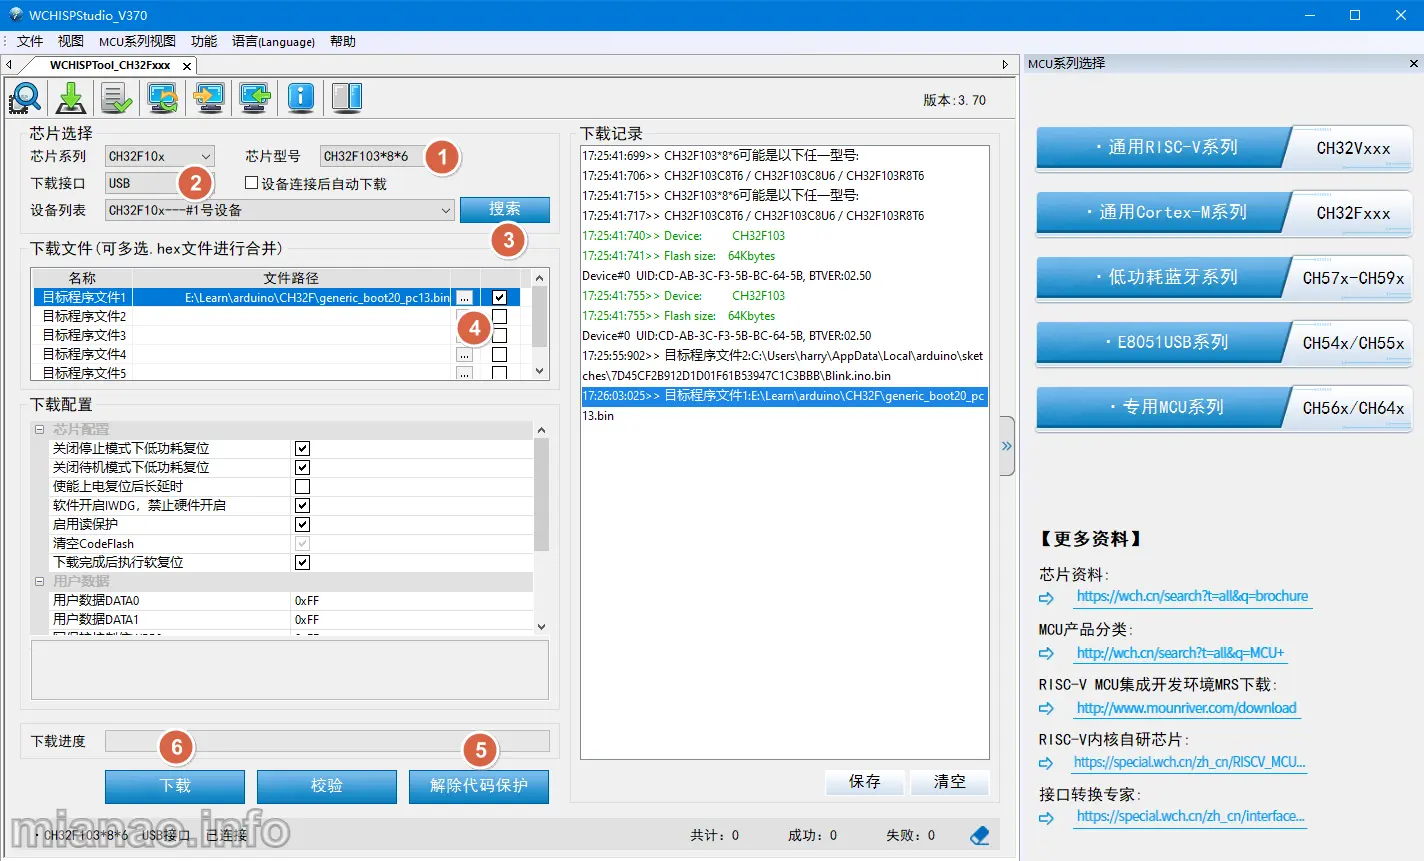 WCHISPStudio_V370
文件 视图 MCU系列视图 功能 语言(Language) 帮助
WCHISPTool_CH32Fxxx
版本:3.70
芯片选择
芯片系列 CH32F10x 芯片型号 CH32F103*8*6 1
下载接口 USB 2 设备连接后自动下载
设备列表 CH32F10x---#1号设备 搜索
3
下载文件(可多选.hex文件进行合并)
名称 文件路径
目标程序文件1 E:\Learn\arduino\CH32F\generic_boot20_pc13.bin ...
目标程序文件2
4
目标程序文件3
目标程序文件4 ...
目标程序文件5 ...
下载配置
芯片配置
关闭停止模式下低功耗复位
关闭待机模式下低功耗复位
使能上电复位后长延时
软件开启IWDG，禁止硬件开启
启用读保护
清空CodeFlash
下载完成后执行软复位
用户数据
用户数据DATA0 0xFF
用户数据DATA1 0xFF
下载进度
6 5
下载 校验 解除代码保护
下载记录
17:25:41:699>> CH32F103*8*6可能是以下任一型号:
17:25:41:706>> CH32F103C8T6 / CH32F103C8U6 / CH32F103R8T6
17:25:41:715>> CH32F103*8*6可能是以下任一型号:
17:25:41:717>> CH32F103C8T6 / CH32F103C8U6 / CH32F103R8T6
17:25:41:740>> Device: CH32F103
17:25:41:741>> Flash size: 64Kbytes
Device#0 UID:CD-AB-3C-F3-5B-BC-64-5B, BTVER:02.50
17:25:41:755>> Device: CH32F103
17:25:41:755>> Flash size: 64Kbytes
Device#0 UID:CD-AB-3C-F3-5B-BC-64-5B, BTVER:02.50
17:25:55:902>> 目标程序文件2:C:\Users\harry\AppData\Local\arduino\sket
ches\7D45CF2B912D1D01F61B53947C1C3BBB\Blink.ino.bin
17:26:03:025>> 目标程序文件1:E:\Learn\arduino\CH32F\generic_boot20_pc
13.bin
保存 清空
·CH32F103*8*6 USB接口 已连接 共计: 0 成功: 0 失败: 0
mianao.info
MCU系列选择
·通用RISC-V系列 CH32Vxxx
·通用Cortex-M系列 CH32Fxxx
·低功耗蓝牙系列 CH57x-CH59x
·E8051USB系列 CH54x/CH55x
·专用MCU系列 CH56x/CH64x
【更多资料】
芯片资料:
https://wch.cn/search?t=all&q=brochure
MCU产品分类:
http://wch.cn/search?t=all&q=MCU+
RISC-V MCU集成开发环境MRS下载:
http://www.mounriver.com/download
RISC-V内核自研芯片:
https://special.wch.cn/zh_cn/RISCV_MCU...
接口转换专家:
https://special.wch.cn/zh_cn/interface...